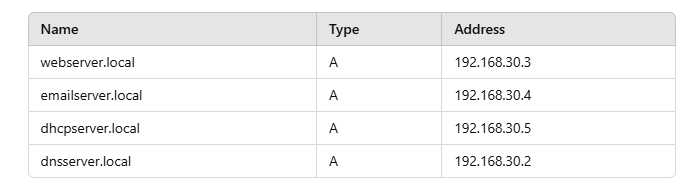 Name Type Address
webserver.local A 192.168.30.3
emailserver.local A 192.168.30.4
dhcpserver.local A 192.168.30.5
dnsserver.local A 192.168.30.2